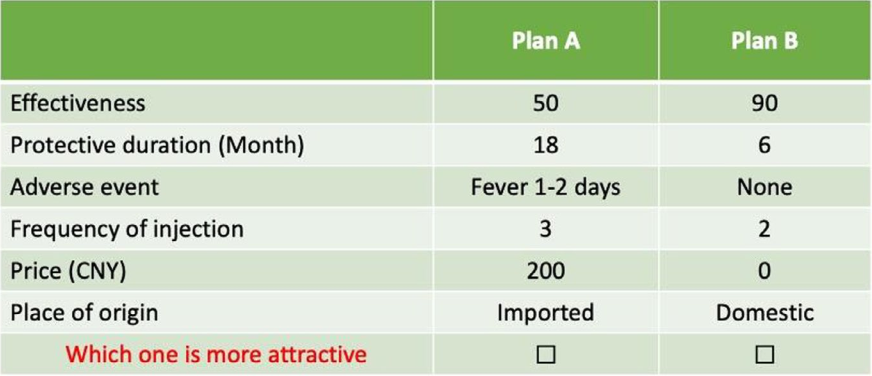 Plan A Plan B
Effectiveness 50 90
Protective duration (Month) 18 6
Adverse event Fever 1-2 days None
Frequency of injection 3 2
Price (CNY) 200 0
Place of origin Imported Domestic
Which one is more attractive ☐ ☐